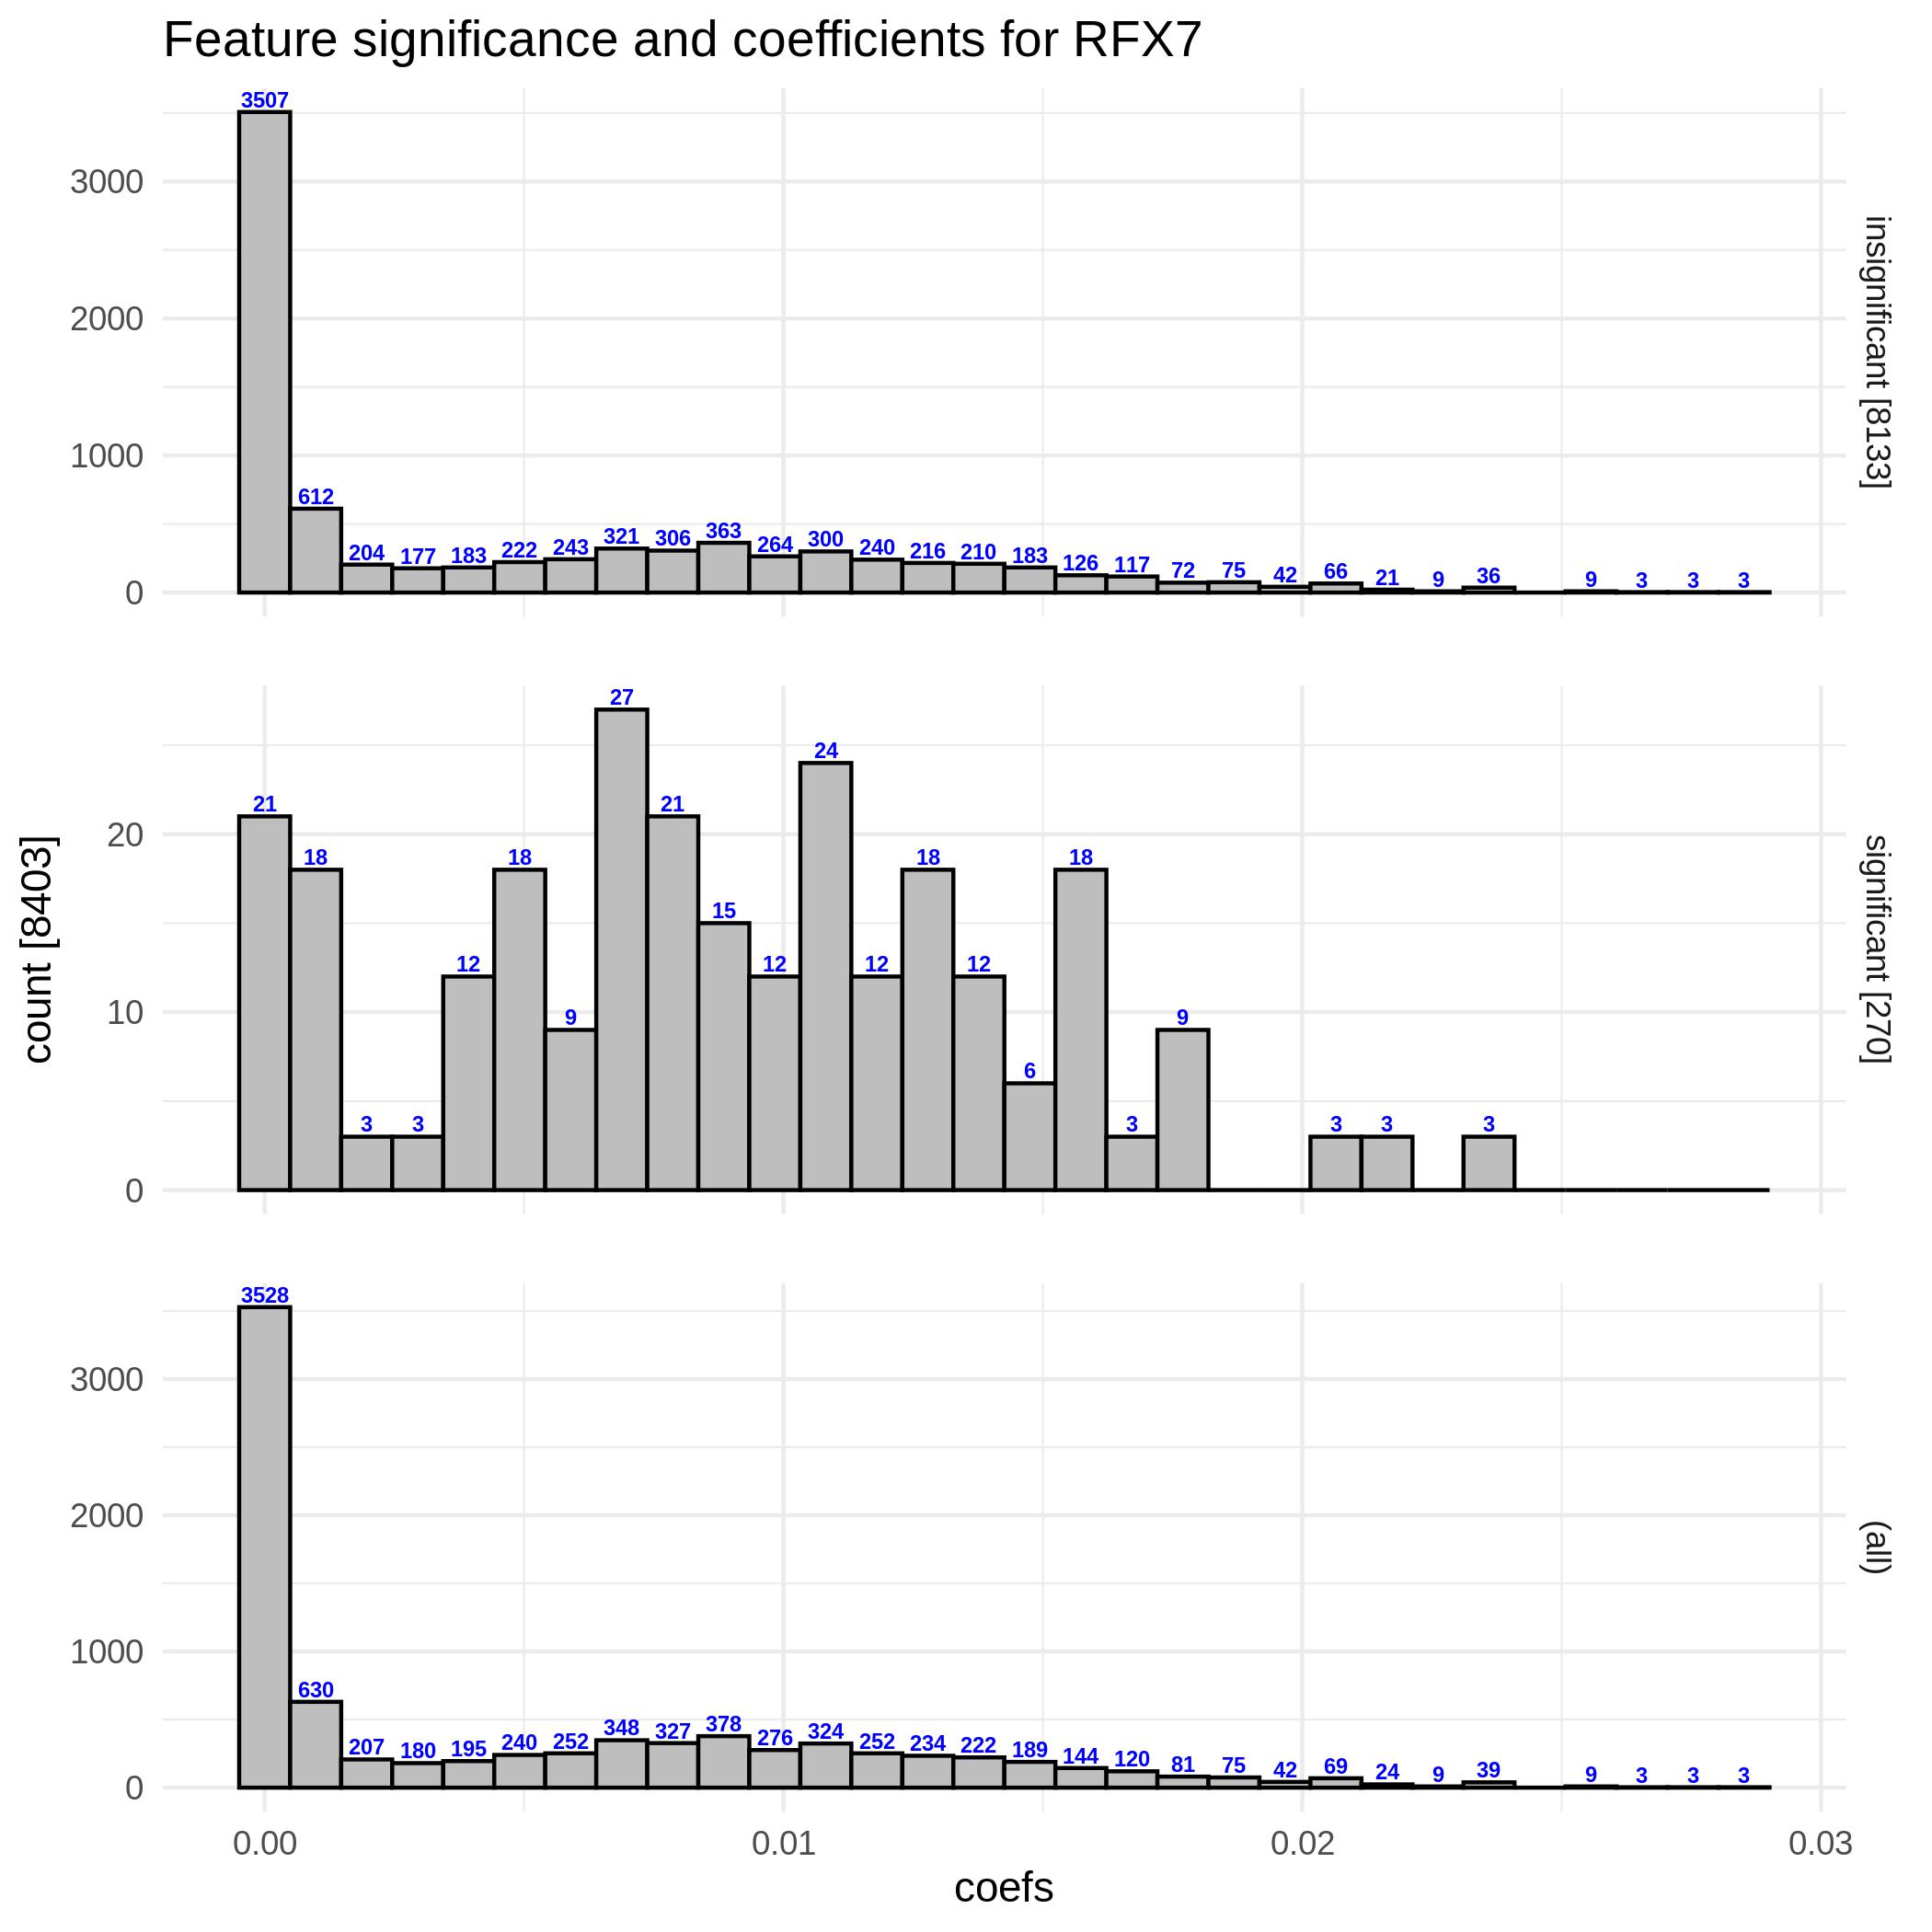 Feature significance and coefficients for RFX7
3507
3000
2000
1000
612
204 177 183 222 243 321 306 363 264 300 240 216 210 183 126 117 72 75 42 66 21 9 36 9 3 3 3
0
insignificant [8133]
count [8403]
27
24
21 21
20
18 18 18 18
15
12 12 12 12
10
9 9
6
3 3 3 3 3 3
0
significant [270]
3528
3000
2000
1000
630
207 180 195 240 252 348 327 378 276 324 252 234 222 189 144 120 81 75 42 69 24 9 39 9 3 3 3
0
(all)
0.00 0.01 0.02 0.03
coefs